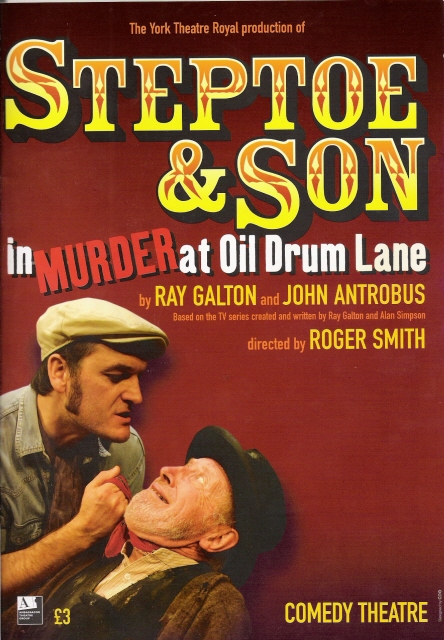 The York Theatre Royal production of
STEPTOE
& SON
in MURDER at Oil Drum Lane
by RAY GALTON and JOHN ANTROBUS
Based on the TV series created and written by Ray Galton and Alan Simpson
directed by ROGER SMITH
£3
COMEDY THEATRE